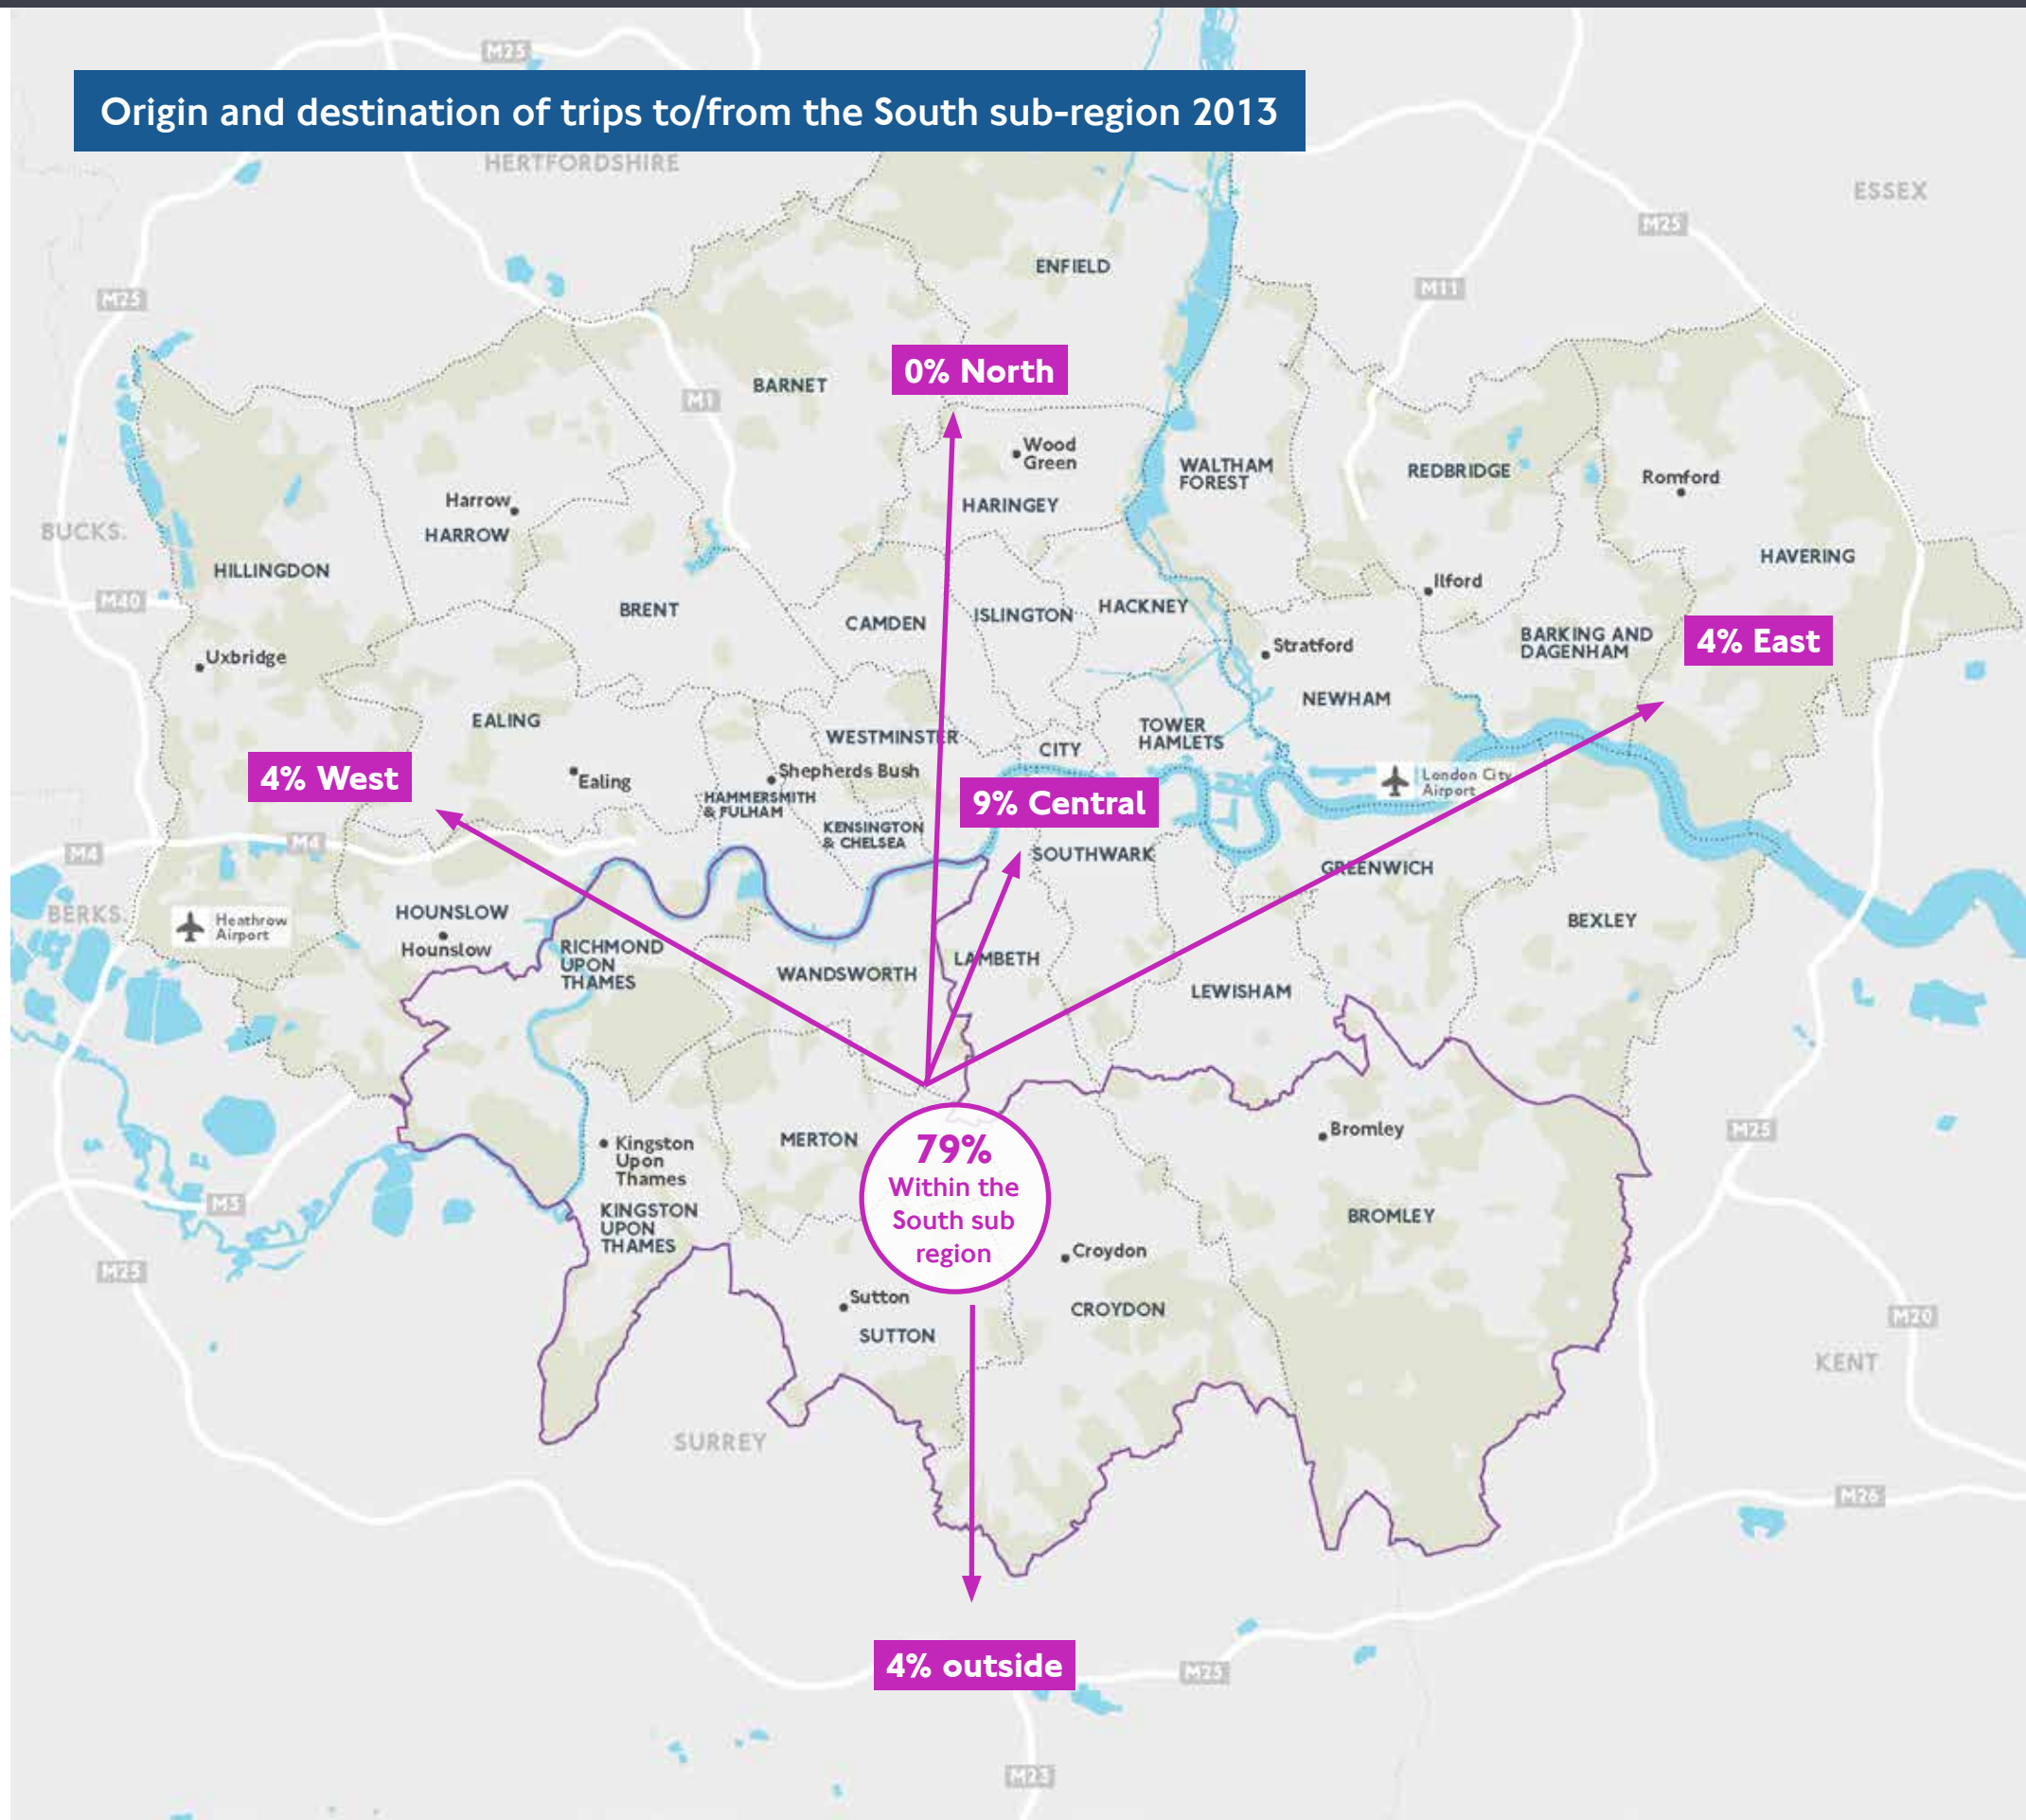 M25
Origin and destination of trips to/from the South sub-region 2013
HERTFORDSHIRE
ESSEX
M25
ENFIELD
M11
M25
0% North
BARNET
M1
Wood
Green
WALTHAM
FOREST
REDBRIDGE
Romford
Harrow
HARINGEY
BUCKS.
HARROW
HAVERING
HILLINGDON
Ilford
M40
BRENT
CAMDEN
ISLINGTON
HACKNEY
BARKING AND
DAGENHAM
4% East
Stratford
Uxbridge
NEWHAM
EALING
TOWER
HAMLETS
WESTMINSTER
CITY
4% West
Ealing
Shepherds Bush
London City
Airport
HAMMERSMITH
& FULHAM
9% Central
KENSINGTON
& CHELSEA
M4
M4
SOUTHWARK
GREENWICH
BERKS.
Heathrow
Airport
HOUNSLOW
Hounslow
BEXLEY
RICHMOND
UPON
THAMES
WANDSWORTH
LAMBETH
LEWISHAM
Kingston
Upon
Thames
MERTON
79%
Within the
South sub
region
Bromley
M25
M3
KINGSTON
UPON
THAMES
BROMLEY
M25
Croydon
Sutton
CROYDON
M20
SUTTON
KENT
SURREY
M26
4% outside
M25
M23